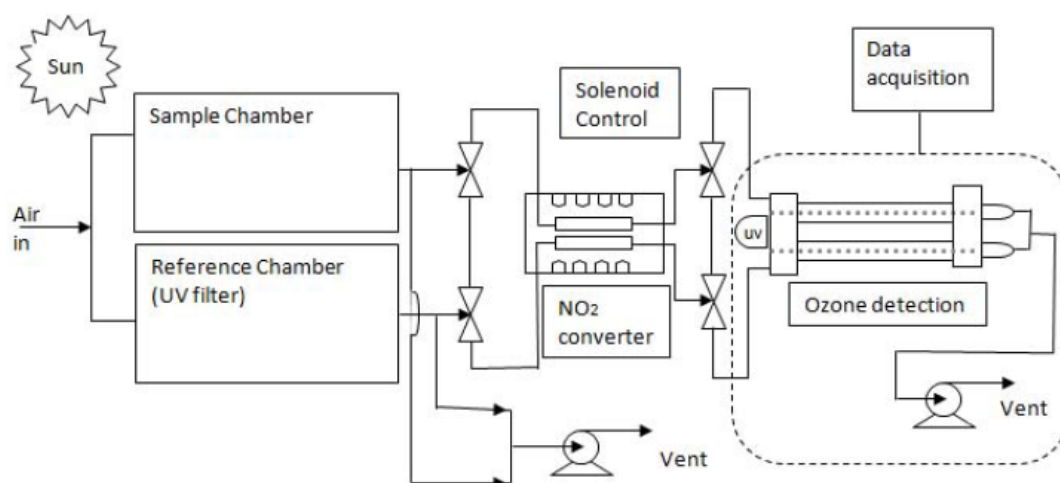 Sun
Sample Chamber
Air
in
Reference Chamber
(UV filter)
Solenoid
Control
NO₂
converter
Data
acquisition
uv
Ozone detection
Vent
Vent